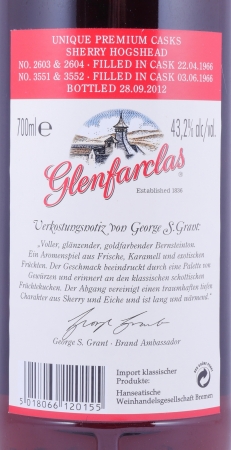 UNIQUE PREMIUM CASKS
SHERRY HOGSHEAD
NO. 2603 & 2604 - FILLED IN CASK 22.04.1966
NO. 3551 & 3552 - FILLED IN CASK 03.06.1966
BOTTLED 28.09.2012
700ml e
43,2% alc/vol.
Glenfarclas®
Established 1836
Verkostungsnotiz von George S. Grant:
"Voller, glänzender, goldfarbender Bernsteinton.
Ein Aromenspiel aus Frische, Karamell und exotischen
Früchten. Der Geschmack beeindruckt durch eine Palette von
Gewürzen und erinnert an den klassischen schottischen
Früchtekuchen. Der Abgang vereinigt einen traumhaften tiefen
Charakter aus Sherry und Eiche und ist lang und wärmend."
George S. Grant
George S. Grant - Brand Ambassador
Import klassischer
Produkte:
Hanseatische
Weinhandelsgesellschaft Bremen
5 018066 120155